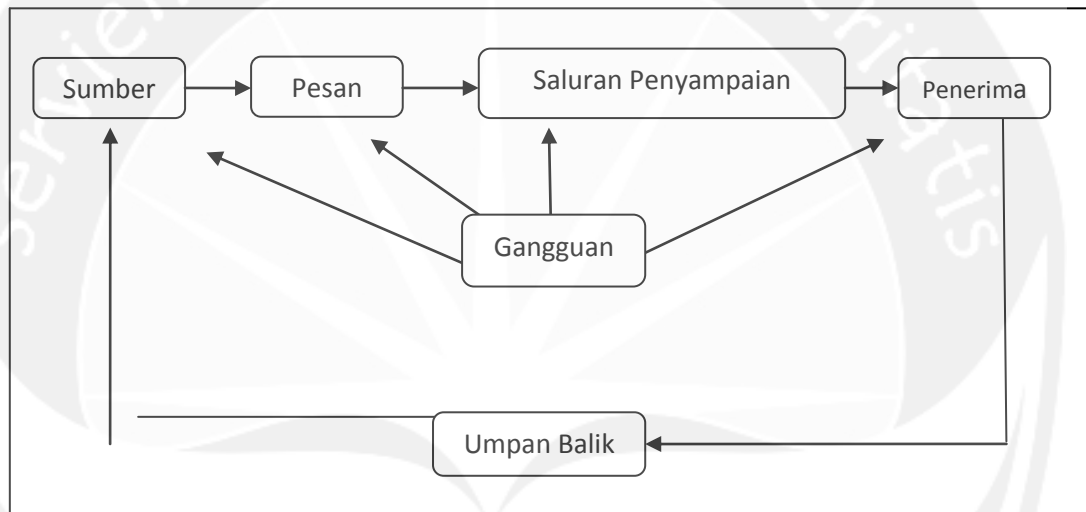 Sumber
Pesan
Saluran Penyampaian
Penerima
Gangguan
Umpan Balik